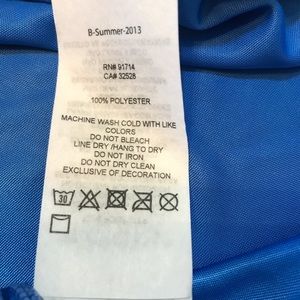 B-Summer-2013
RN# 91714
CA# 32528
100% POLYESTER
MACHINE WASH COLD WITH LIKE
COLORS
DO NOT BLEACH
LINE DRY /HANG TO DRY
DO NOT IRON
DO NOT DRY CLEAN
EXCLUSIVE OF DECORATION
30